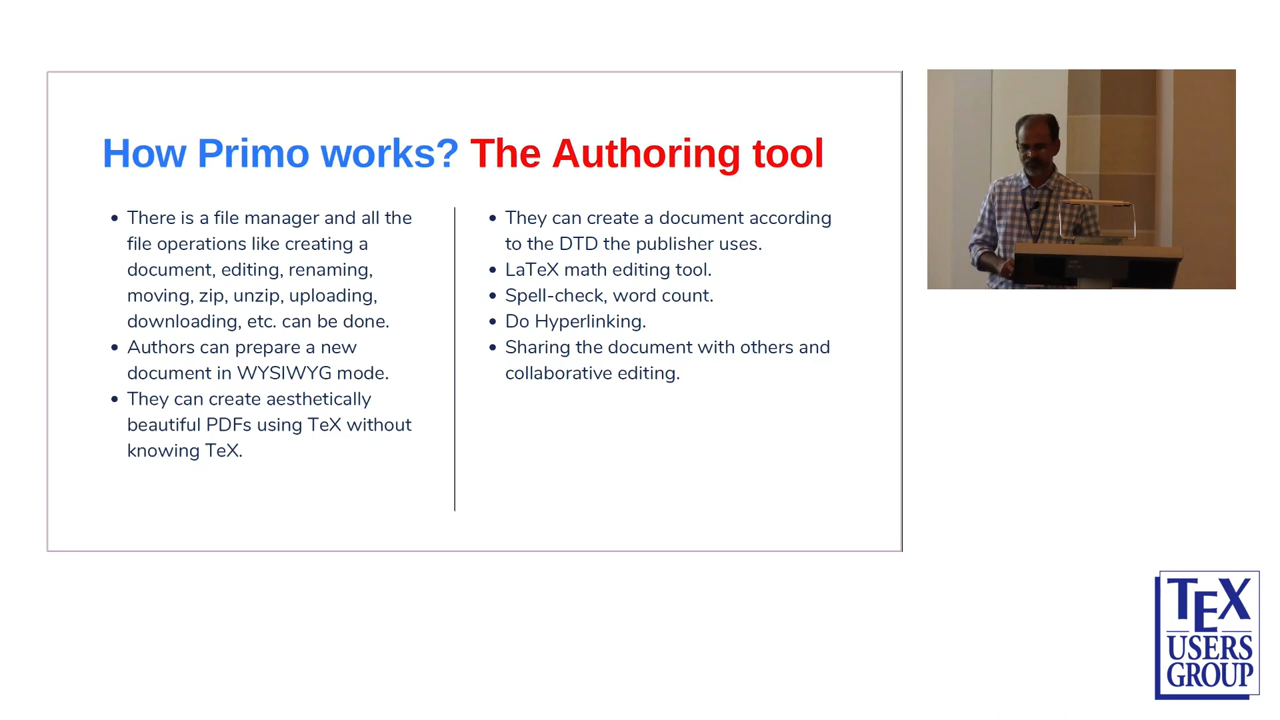 How Primo works? The Authoring tool
• There is a file manager and all the
file operations like creating a
document, editing, renaming,
moving, zip, unzip, uploading,
downloading, etc. can be done.
• Authors can prepare a new
document in WYSIWYG mode.
• They can create aesthetically
beautiful PDFs using TeX without
knowing TeX.
• They can create a document according
to the DTD the publisher uses.
• LaTeX math editing tool.
• Spell-check, word count.
• Do Hyperlinking.
• Sharing the document with others and
collaborative editing.
TEX
USERS
GROUP